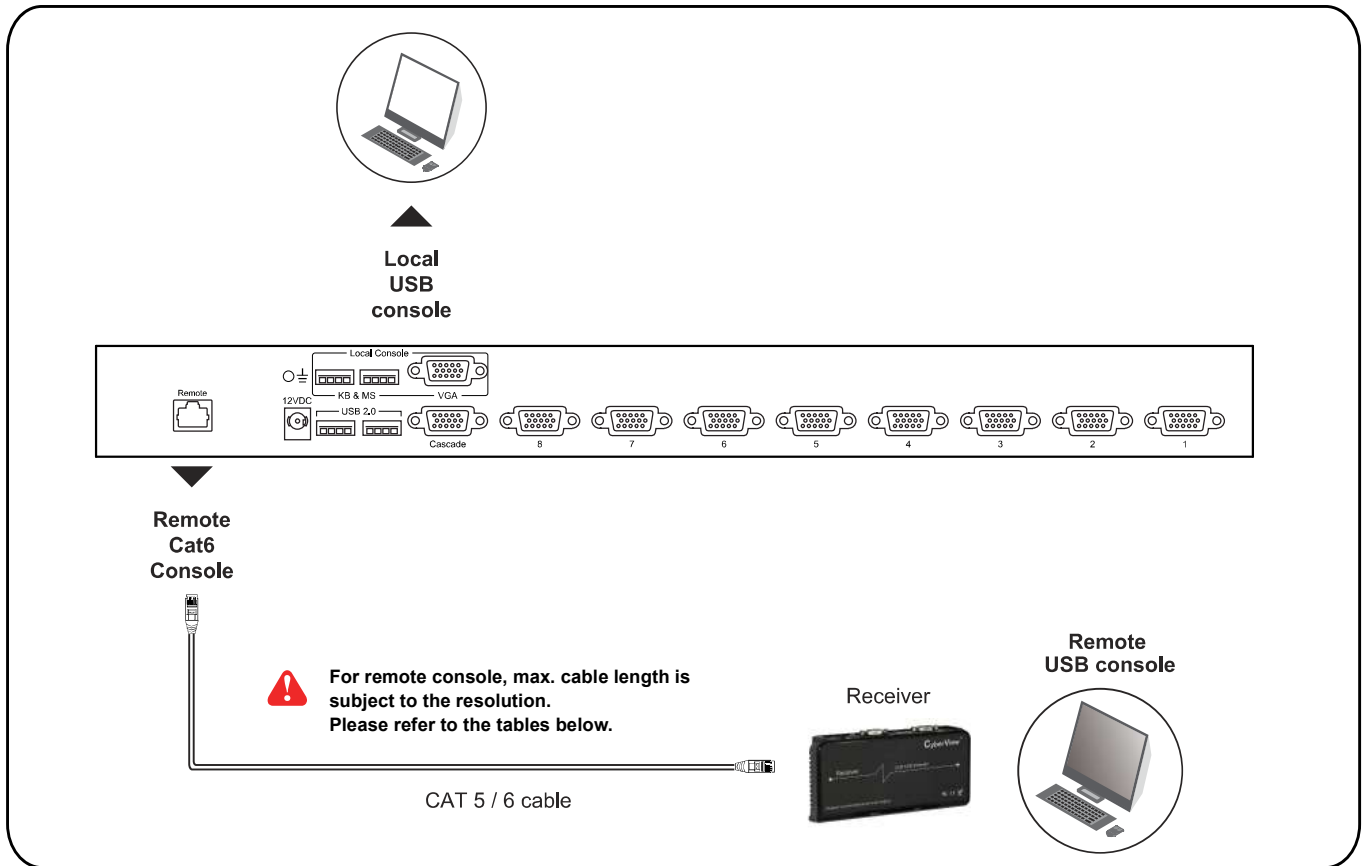 Local
USB
console
Local Console
KB & MS
VGA
Remote
12VDC
USB 2.0
Cascade
8
7
6
5
4
3
2
1
Remote
Cat6
Console
For remote console, max. cable length is
subject to the resolution.
Please refer to the tables below.
CAT 5 / 6 cable
Receiver
CyberView
Receiver
Remote
USB console